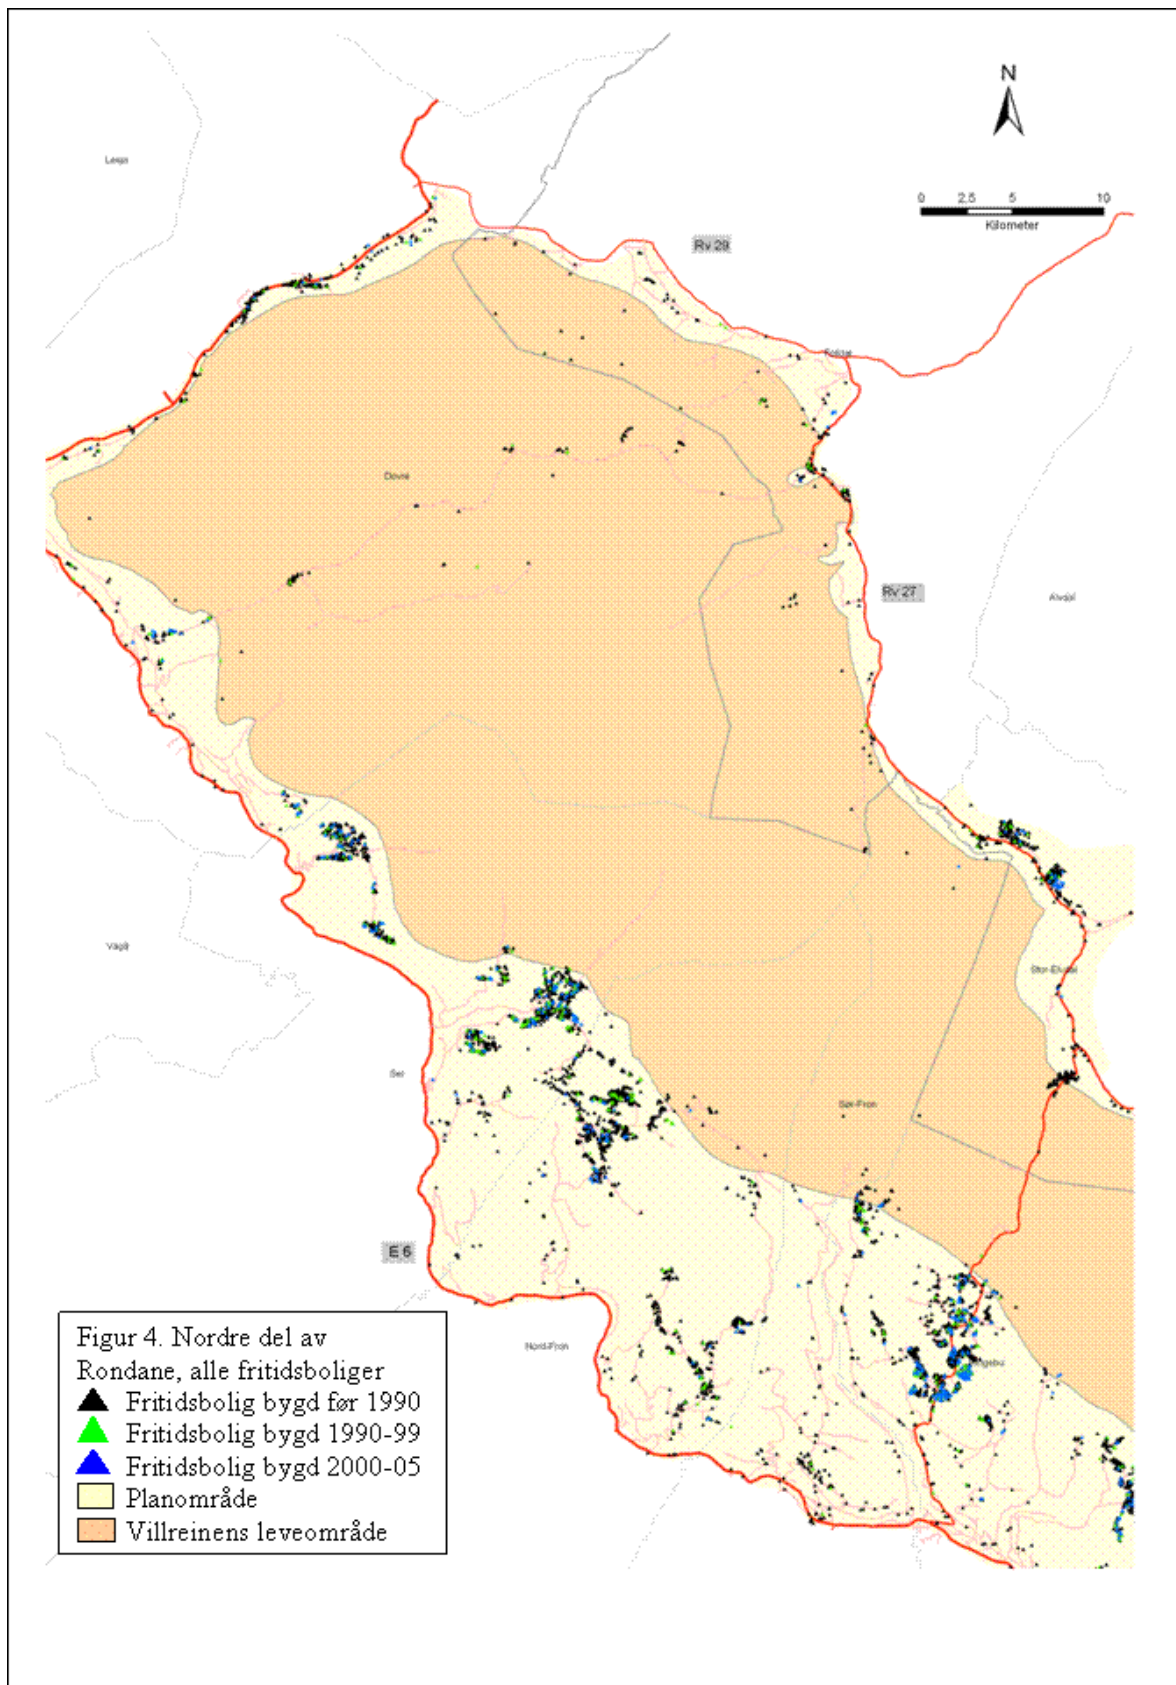 N
Lesja
0 2,5 5 10
Kilometer
Rv 29
Folldal
Dovre
Rv 27
Alvdal
Vågå
Stor-Elvdal
Sel
Sør-Fron
E 6
Nord-Fron
Ringebu
Figur 4. Nordre del av
Rondane, alle fritidsboliger
Fritidsbolig bygd før 1990
Fritidsbolig bygd 1990-99
Fritidsbolig bygd 2000-05
Planområde
Villreinens leveområde